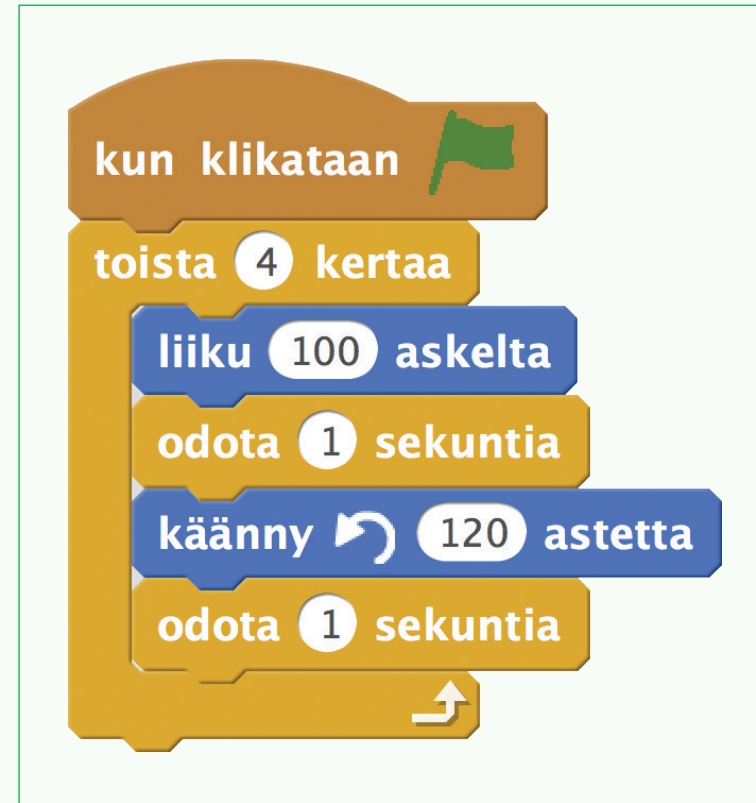 kun klikataan
toista 4 kertaa
liiku 100 askelta
odota 1 sekuntia
käänny 120 astetta
odota 1 sekuntia